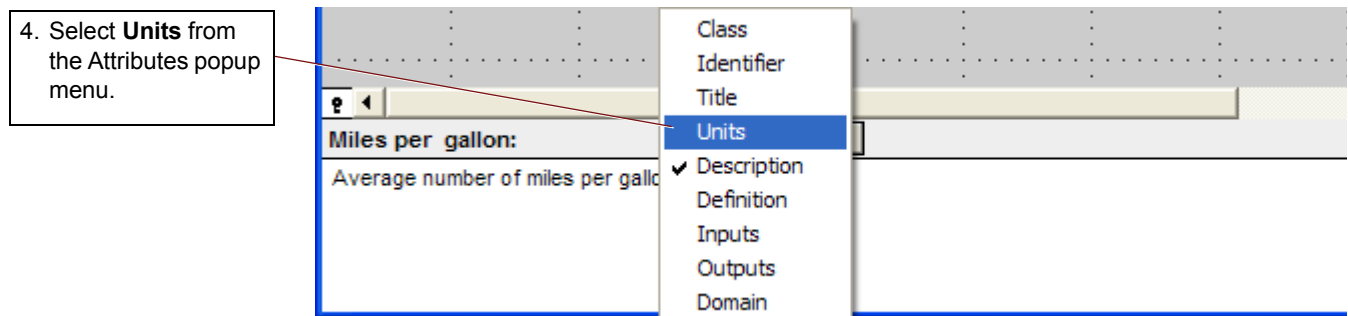 4. Select Units from
the Attributes popup
menu.
Class
Identifier
Title
Units
Description
Definition
Inputs
Outputs
Domain
?
Miles per gallon:
Average number of miles per gallo